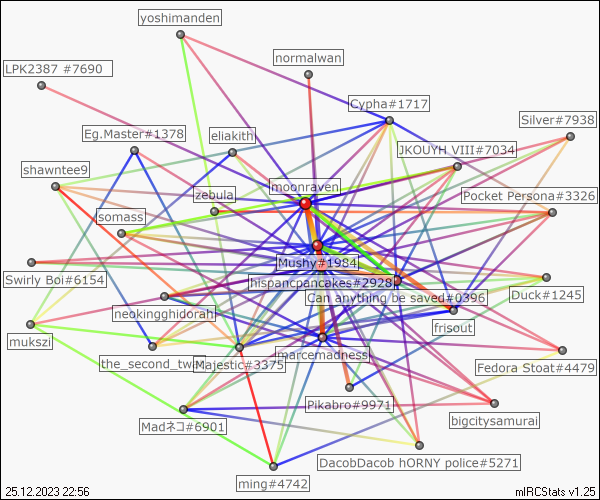 yoshimanden
normalwan
LPK2387 #7690
Cypha#1717
Silver#7938
Eg.Master#1378
eliakith
JKOUYH VIII#7034
shawntee9
moonraven
zebula
Pocket Persona#3326
somass
Mushy#1984
Swirly Boi#6154
hispancpancakes#2928
Can anything be saved#0396
Duck#1245
neokingghidorah
frisout
mukszi
marcemadness
the_second_tw
Majestic#3375
Fedora Stoat#4479
Pikabro#9971
bigcitysamurai
Madネコ#6901
DacobDacob hORNY police#5271
ming#4742
25.12.2023 22:56
mIRCStats v1.25